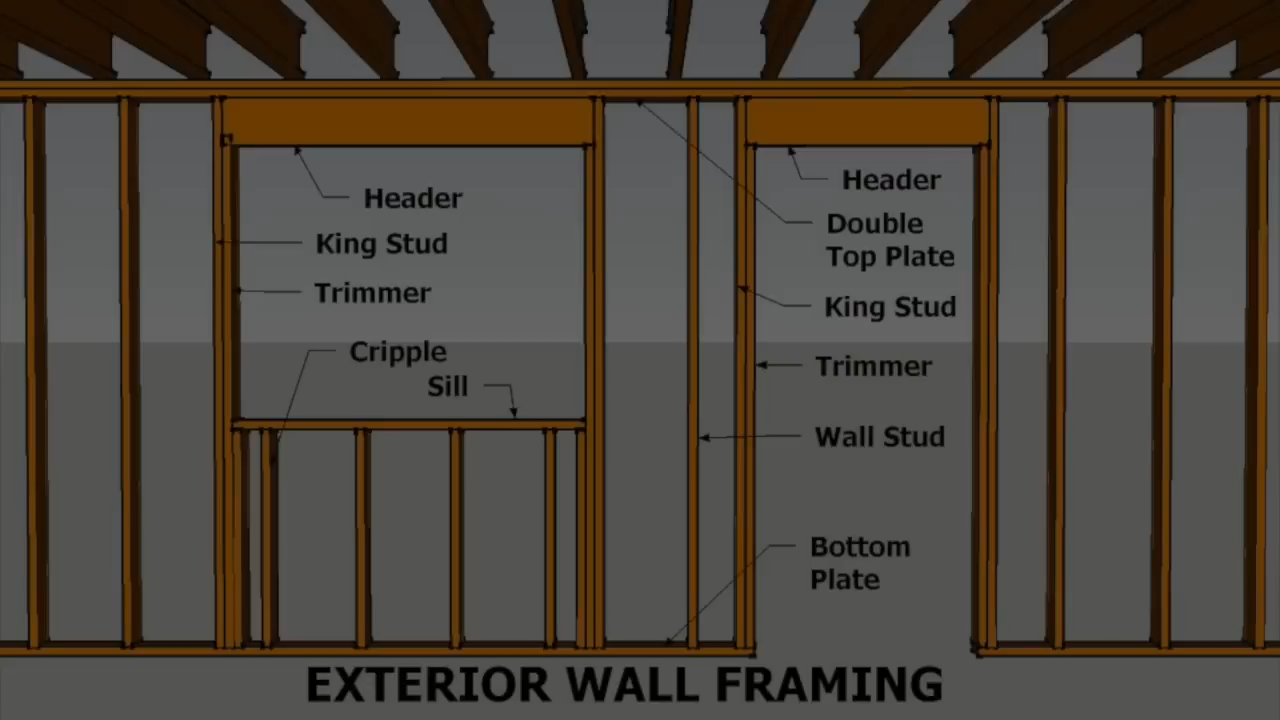 Header
King Stud
Trimmer
Cripple
Sill
Header
Double
Top Plate
King Stud
Trimmer
Wall Stud
Bottom
Plate
EXTERIOR WALL FRAMING